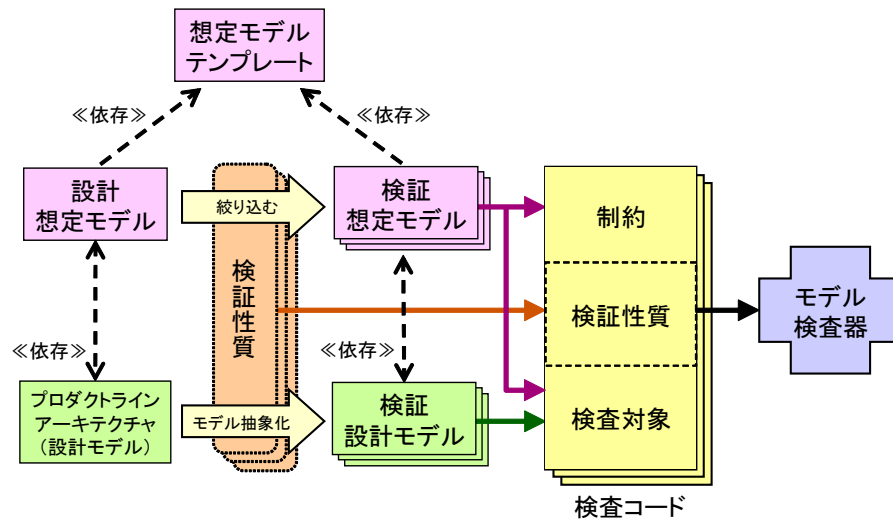 想定モデル
テンプレート
≪依存≫
≪依存≫
設計
想定モデル
絞り込む
検証
想定モデル
制約
検証性質
検証性質
モデル
検査器
≪依存≫
≪依存≫
プロダクトライン
アーキテクチャ
(設計モデル)
モデル抽象化
検証
設計モデル
検査対象
検査コード